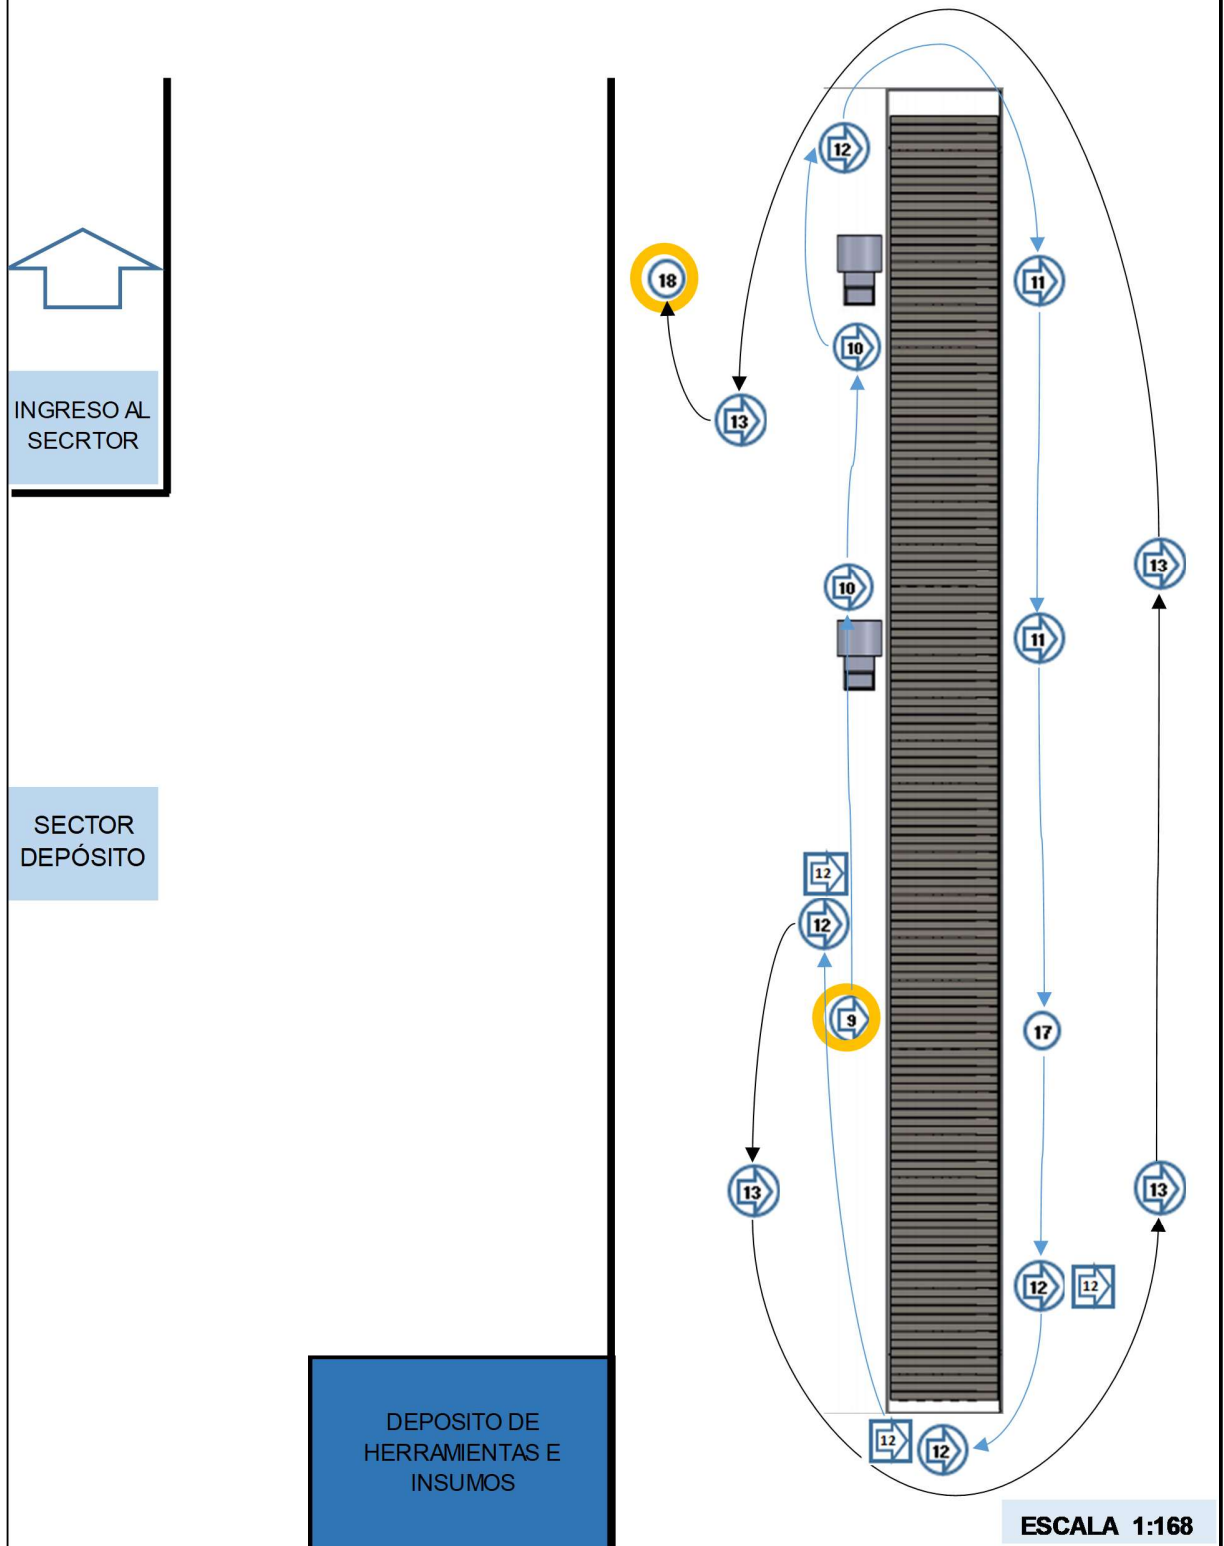 12
18
11
10
INGRESO AL
SECRTOR
13
13
10
11
SECTOR
DEPÓSITO
12
12
9
17
13
13
12
12
DEPOSITO DE
HERRAMIENTAS E
INSUMOS
12
12
ESCALA 1:168